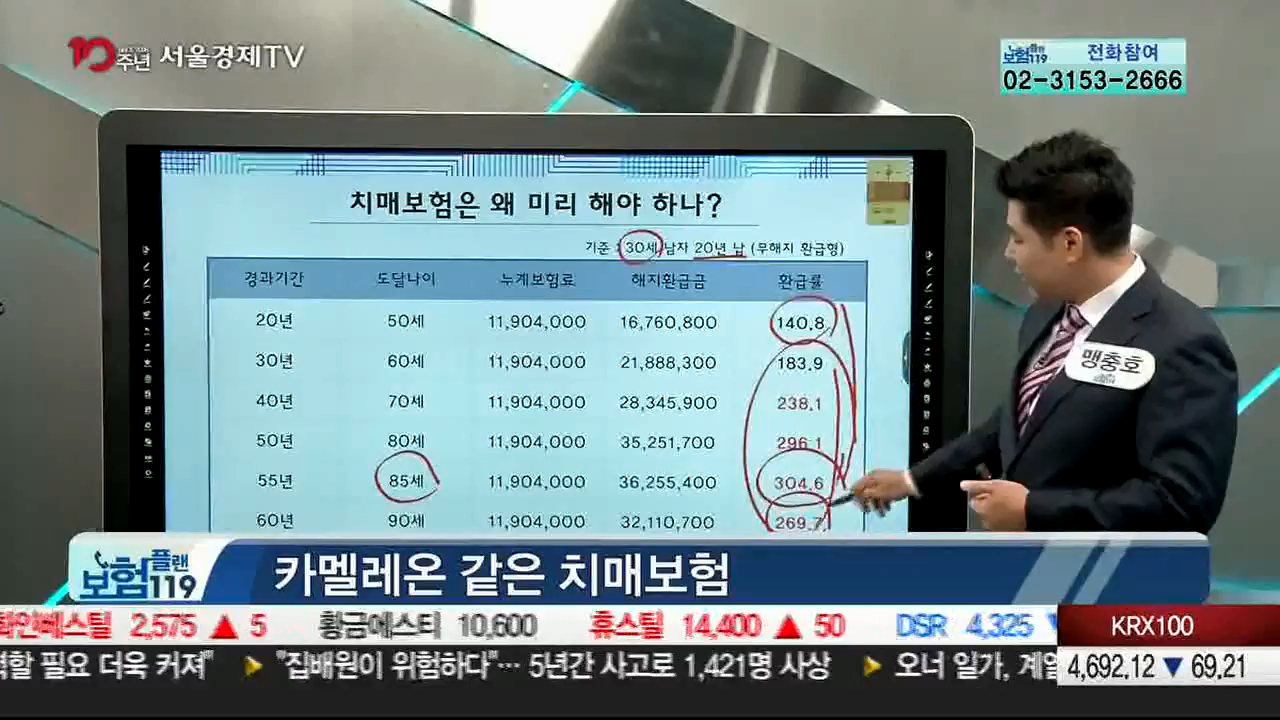 10주년 서울경제TV
보험플랜119 전화참여
02-3153-2666
치매보험은 왜 미리 해야 하나?
기준 : 30세 남자 20년 납 (무해지 환급형)
경과기간 도달나이 누계보험료 해지환급금 환급률
20년 50세 11,904,000 16,760,800 140.8
30년 60세 11,904,000 21,888,300 183.9
40년 70세 11,904,000 28,345,900 238.1
50년 80세 11,904,000 35,251,700 296.1
55년 85세 11,904,000 36,255,400 304.6
60년 90세 11,904,000 32,110,700 269.7
맹충호
보험플랜119 카멜레온 같은 치매보험
화인베스틸 2,575 ▲ 5 황금에스티 10,600 휴스틸 14,400 ▲ 50 DSR 4,325 ▼ KRX100
할 필요 더욱 커져" "집배원이 위험하다"… 5년간 사고로 1,421명 사상 오너 일가, 계열 4,692.12 ▼ 69.21